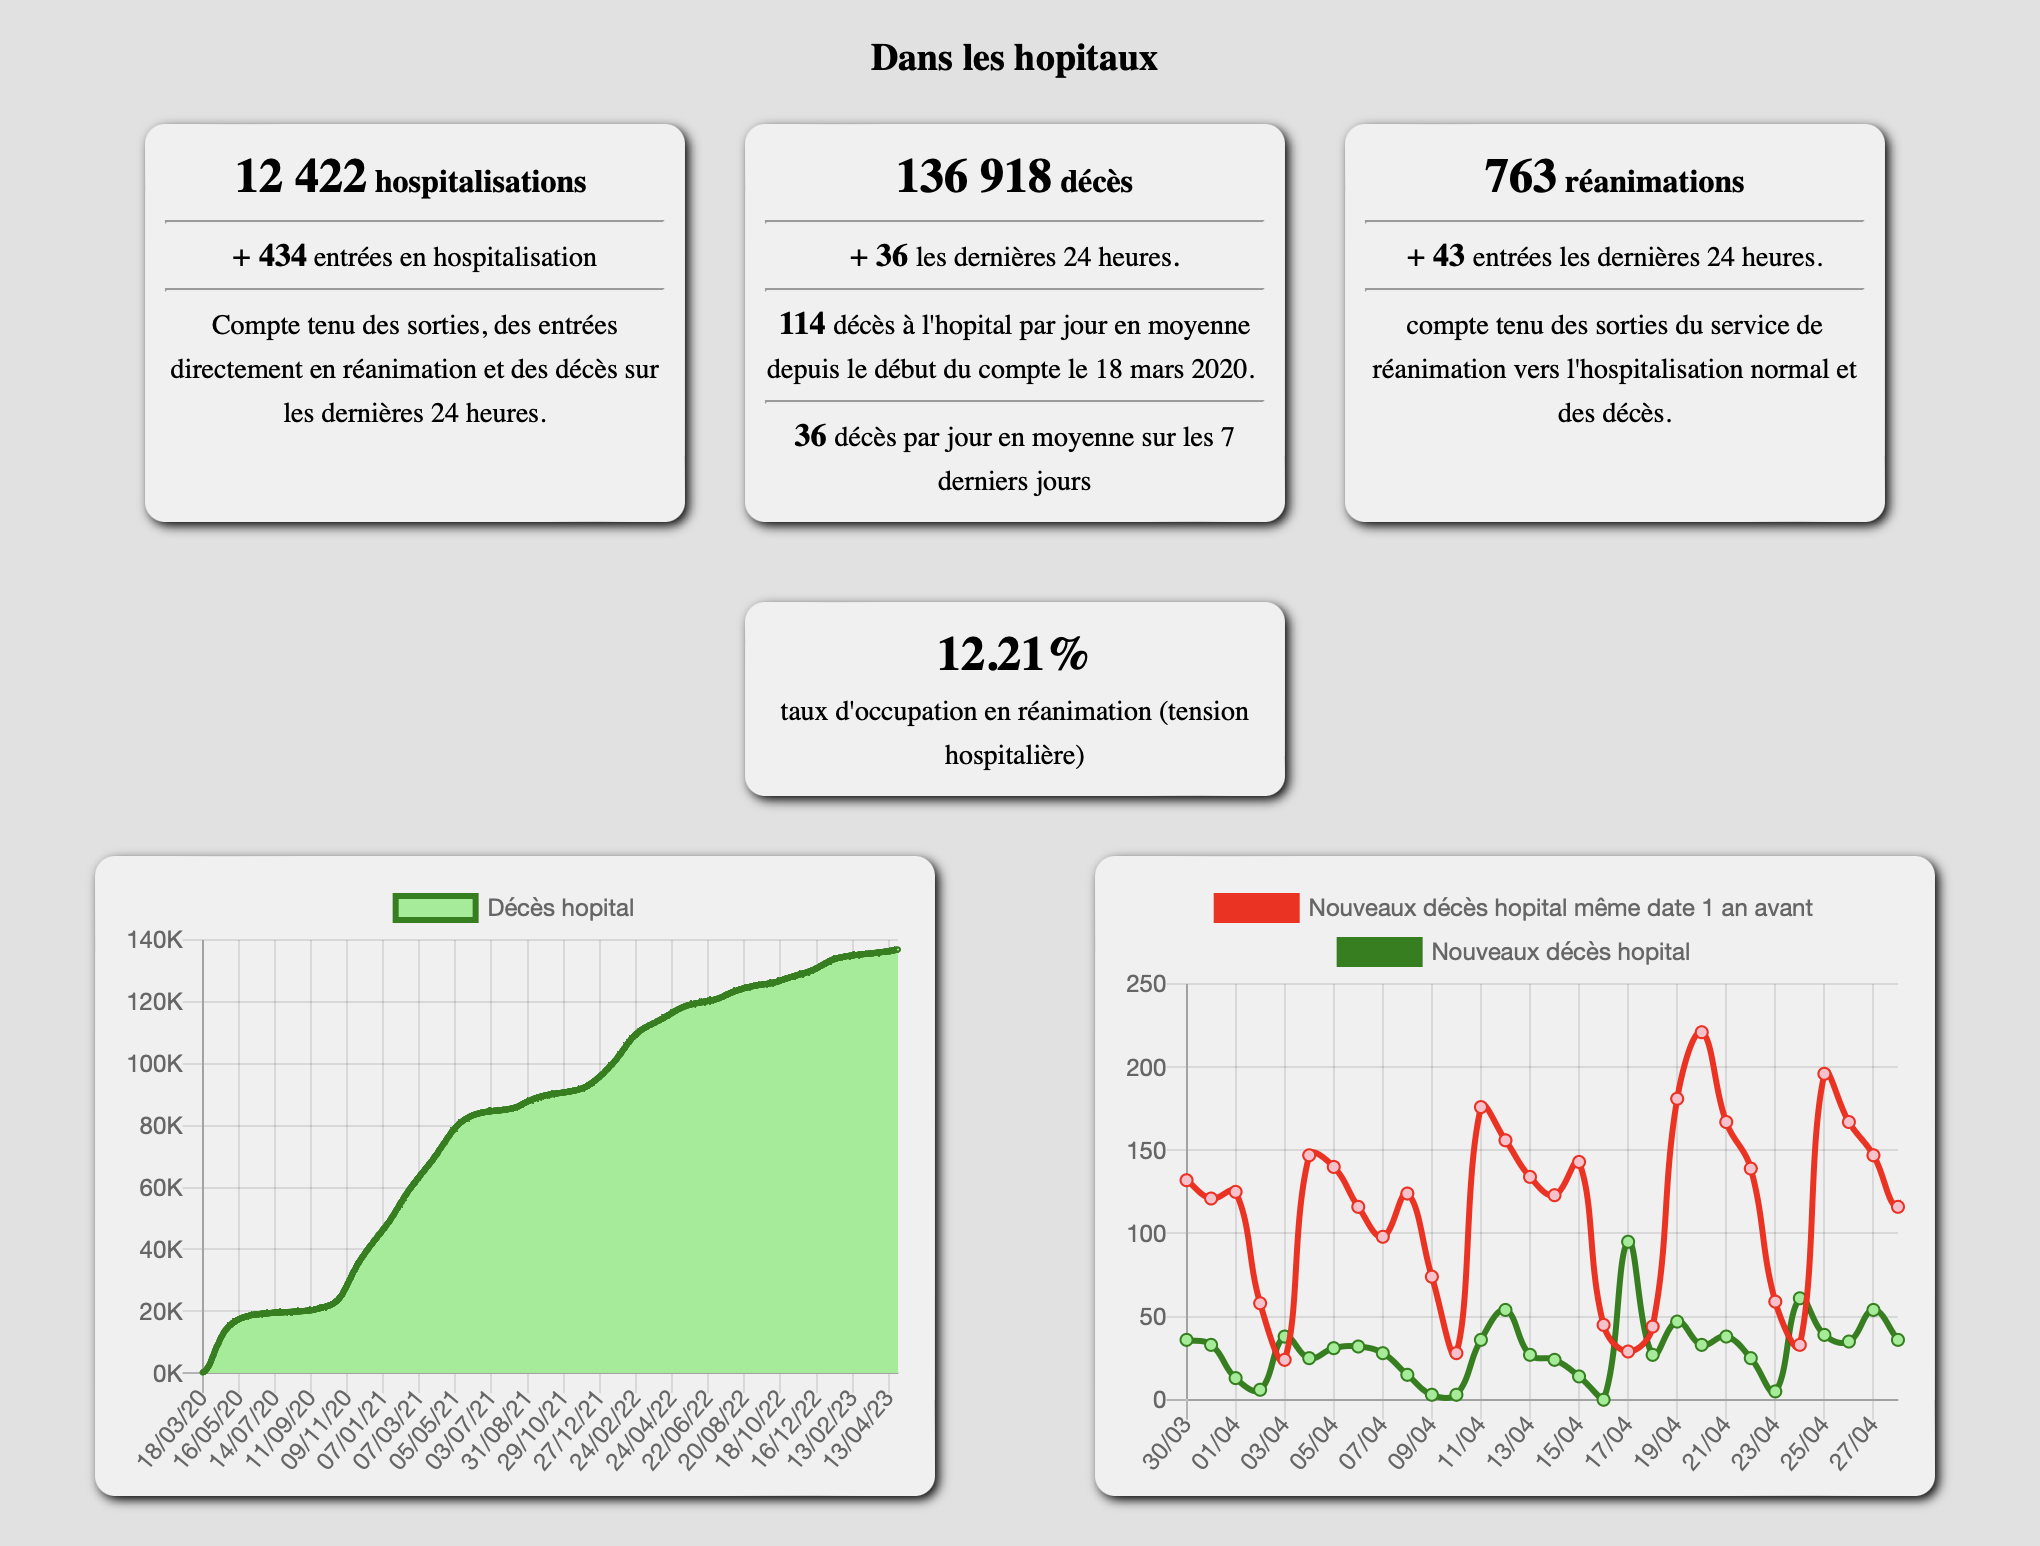 Dans les hopitaux
12 422 hospitalisations
+ 434 entrées en hospitalisation
Compte tenu des sorties, des entrées
directement en réanimation et des décès sur
les dernières 24 heures.
136 918 décès
+ 36 les dernières 24 heures.
114 décès à l'hopital par jour en moyenne
depuis le début du compte le 18 mars 2020.
36 décès par jour en moyenne sur les 7
derniers jours
763 réanimations
+ 43 entrées les dernières 24 heures.
compte tenu des sorties du service de
réanimation vers l'hospitalisation normal et
des décès.
12.21%
taux d'occupation en réanimation (tension
hospitalière)
Décès hopital
140K
120K
100K
80K
60K
40K
20K
0K
18/03/20
16/05/20
14/07/20
11/09/20
09/11/20
07/01/21
07/03/21
05/05/21
03/07/21
31/08/21
29/10/21
27/12/21
24/02/22
24/04/22
22/06/22
20/08/22
18/10/22
16/12/22
13/02/23
13/04/23
Nouveaux décès hopital même date 1 an avant
Nouveaux décès hopital
250
200
150
100
50
0
30/03
01/04
03/04
05/04
07/04
09/04
11/04
13/04
15/04
17/04
19/04
21/04
23/04
25/04
27/04